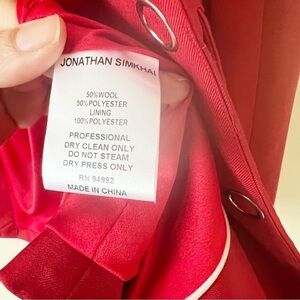 JONATHAN SIMKHAI
50%WOOL
50%POLYESTER
LINING
100%POLYESTER
PROFESSIONAL
DRY CLEAN ONLY
DO NOT STEAM
DRY PRESS ONLY
RN 94992
MADE IN CHINA